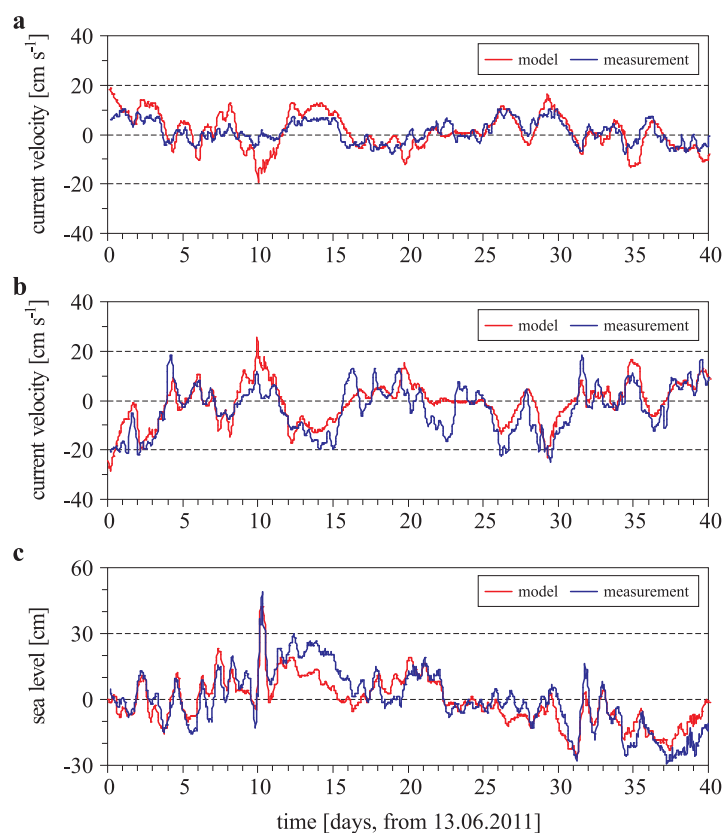 a
current velocity [cm s⁻¹]
40
20
0
-20
-40
model measurement
0 5 10 15 20 25 30 35 40
b
current velocity [cm s⁻¹]
40
20
0
-20
-40
model measurement
0 5 10 15 20 25 30 35 40
c
sea level [cm]
60
30
0
-30
model measurement
0 5 10 15 20 25 30 35 40
time [days, from 13.06.2011]